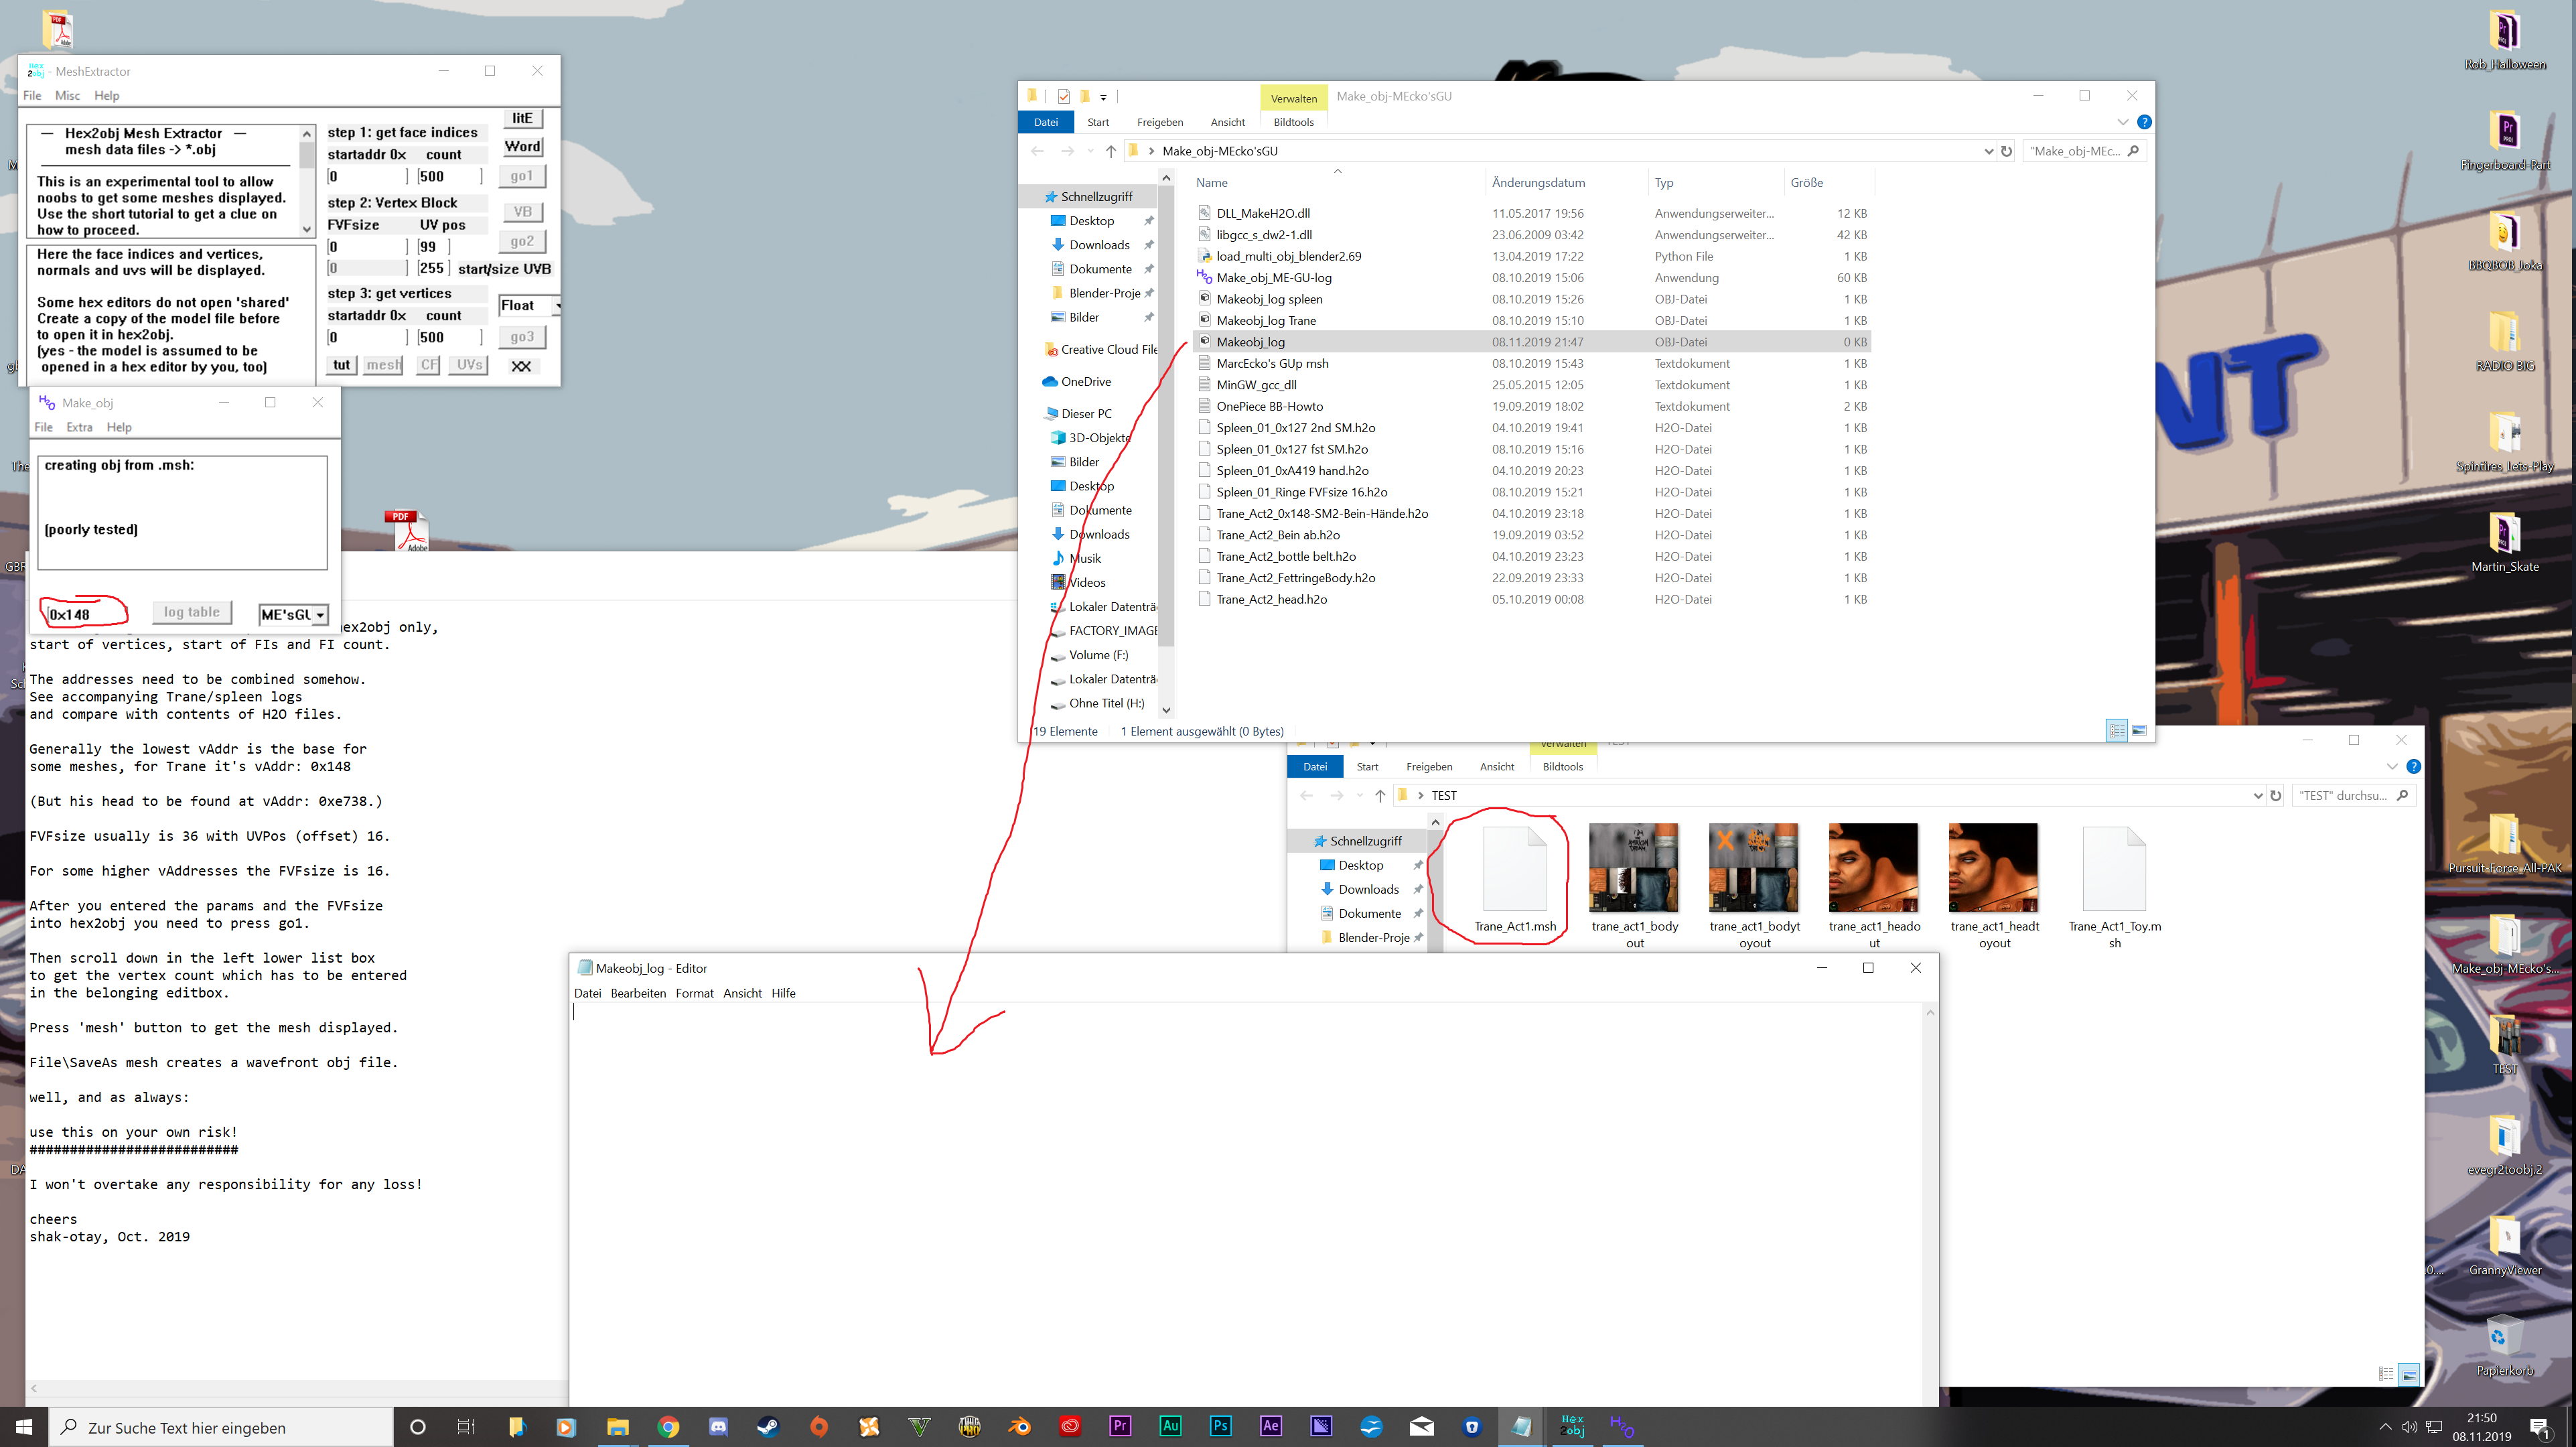 Hex2obj - MeshExtractor
File Misc Help
— Hex2obj Mesh Extractor —
mesh data files -> *.obj
This is an experimental tool to allow
noobs to get some meshes displayed.
Use the short tutorial to get a clue on
how to proceed.
Here the face indices and vertices,
normals and uvs will be displayed.
Some hex editors do not open 'shared'
Create a copy of the model file before
to open it in hex2obj.
(yes - the model is assumed to be
opened in a hex editor by you, too)
litE
step 1: get face indices
Word
startaddr 0x count
[0 ] [500 ] go1
step 2: Vertex Block
VB
FVFsize UV pos
[0 ] [99 ] go2
[0 ] [255 ] start/size UVB
step 3: get vertices
Float
startaddr 0x count
[0 ] [500 ] go3
tut mesh CF UVs XX
H2O Make_obj
File Extra Help
creating obj from .msh:
(poorly tested)
[0x148 log table ME'sGU
hex2obj only,
start of vertices, start of FIs and FI count.
The addresses need to be combined somehow.
See accompanying Trane/spleen logs
and compare with contents of H2O files.
Generally the lowest vAddr is the base for
some meshes, for Trane it's vAddr: 0x148
(But his head to be found at vAddr: 0xe738.)
FVFsize usually is 36 with UVPos (offset) 16.
For some higher vAddresses the FVFsize is 16.
After you entered the params and the FVFsize
into hex2obj you need to press go1.
Then scroll down in the left lower list box
to get the vertex count which has to be entered
in the belonging editbox.
Press 'mesh' button to get the mesh displayed.
File\SaveAs mesh creates a wavefront obj file.
well, and as always:
use this on your own risk!
##########################
I won't overtake any responsibility for any loss!
cheers
shak-otay, Oct. 2019
PDF
Adobe
Verwalten Make_obj-MEcko'sGU
Datei Start Freigeben Ansicht Bildtools
Make_obj-MEcko'sGU "Make_obj-MEc...
Name Änderungsdatum Typ Größe
DLL_MakeH2O.dll 11.05.2017 19:56 Anwendungserweiter... 12 KB
libgcc_s_dw2-1.dll 23.06.2009 03:42 Anwendungserweiter... 42 KB
load_multi_obj_blender2.69 13.04.2019 17:22 Python File 1 KB
Make_obj_ME-GU-log 08.10.2019 15:06 Anwendung 60 KB
Makeobj_log spleen 08.10.2019 15:26 OBJ-Datei 1 KB
Makeobj_log Trane 08.10.2019 15:10 OBJ-Datei 1 KB
Makeobj_log 08.11.2019 21:47 OBJ-Datei 0 KB
MarcEcko's GUp msh 08.10.2019 15:43 Textdokument 1 KB
MinGW_gcc_dll 25.05.2015 12:05 Textdokument 1 KB
OnePiece BB-Howto 19.09.2019 18:02 Textdokument 2 KB
Spleen_01_0x127 2nd SM.h2o 04.10.2019 19:41 H2O-Datei 1 KB
Spleen_01_0x127 fst SM.h2o 08.10.2019 15:16 H2O-Datei 1 KB
Spleen_01_0xA419 hand.h2o 04.10.2019 20:23 H2O-Datei 1 KB
Spleen_01_Ringe FVFsize 16.h2o 08.10.2019 15:21 H2O-Datei 1 KB
Trane_Act2_0x148-SM2-Bein-Hände.h2o 04.10.2019 23:18 H2O-Datei 1 KB
Trane_Act2_Bein ab.h2o 19.09.2019 03:52 H2O-Datei 1 KB
Trane_Act2_bottle belt.h2o 04.10.2019 23:23 H2O-Datei 1 KB
Trane_Act2_FettringeBody.h2o 22.09.2019 23:33 H2O-Datei 1 KB
Trane_Act2_head.h2o 05.10.2019 00:08 H2O-Datei 1 KB
Schnellzugriff
Desktop
Downloads
Dokumente
Blender-Proje
Bilder
Creative Cloud File
OneDrive
Dieser PC
3D-Objekte
Bilder
Desktop
Dokumente
Downloads
Musik
Videos
Lokaler Datenträ
FACTORY_IMAGE
Volume (F:)
Lokaler Datenträ
Ohne Titel (H:)
19 Elemente 1 Element ausgewählt (0 Bytes)
Verwalten TEST
Datei Start Freigeben Ansicht Bildtools
TEST "TEST" durchsu...
Schnellzugriff
Desktop
Downloads
Dokumente
Blender-Proje
Trane_Act1.msh
trane_act1_body
out
trane_act1_bodyt
oyout
trane_act1_heado
ut
trane_act1_headt
oyout
Trane_Act1_Toy.m
sh
Makeobj_log - Editor
Datei Bearbeiten Format Ansicht Hilfe
Rob_Halloween
Fingerboard-Part
BBQBOB_Joka
RADIO BIG
Spintires_Lets-Play
Martin_Skate
Pursuit-Force_All-PAK
Make_obj-MEcko's...
TEST
evegr2toobj.2
GrannyViewer
Papierkorb
Zur Suche Text hier eingeben
Pr Au Ps Ae Hex2obj H2O
21:50
08.11.2019
1